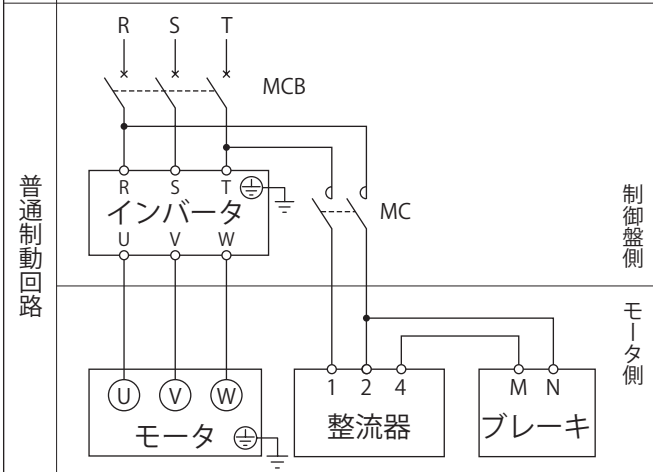 R S T
MCB
普通制動回路
R S T
インバータ
U V W
MC
制御盤側
モータ側
U V W
モータ
1 2 4
整流器
M N
ブレーキ